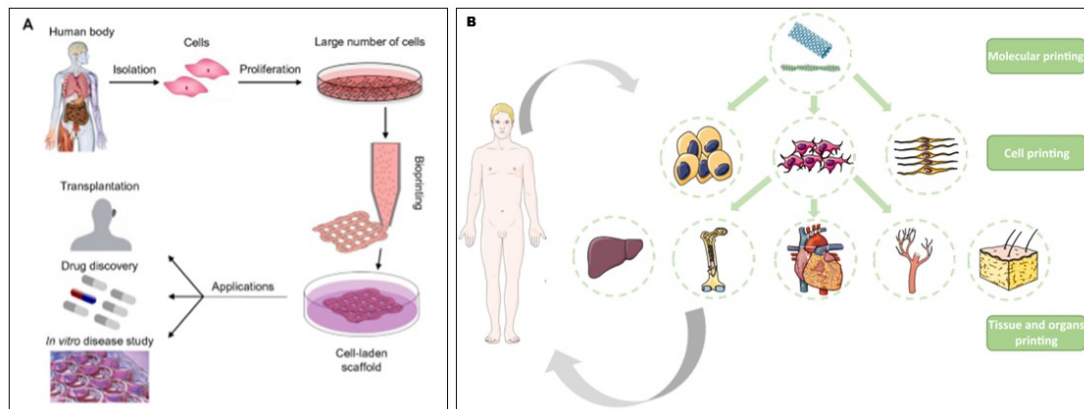 A
Human body
Cells
Isolation
Proliferation
Large number of cells
Bioprinting
Transplantation
Drug discovery
Applications
In vitro disease study
Cell-laden
scaffold
B
Molecular printing
Cell printing
Tissue and organs
printing